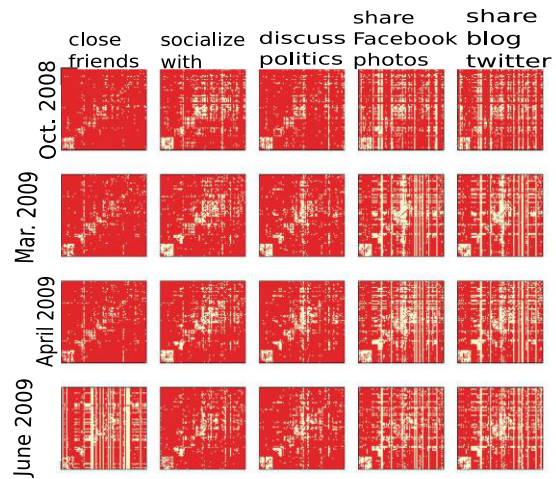 close
friends
socialize
with
discuss
politics
share
Facebook
photos
share
blog
twitter
Oct. 2008
Mar. 2009
April 2009
June 2009